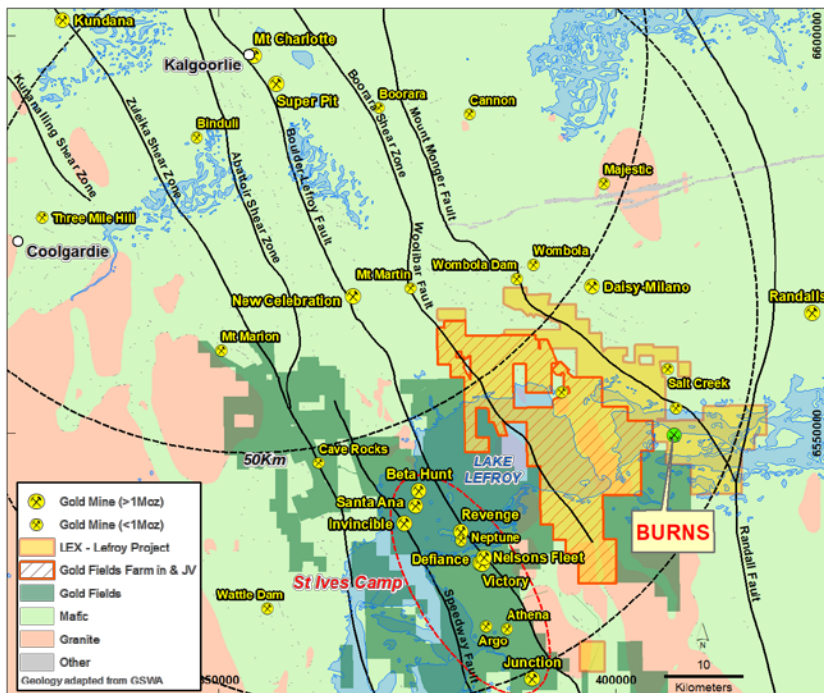 Kundana
Mt Charlotte
Kalgoorlie
Super Pit
Boorara
Cannon
6600000
Kunanalling Shear Zone
Zuleika Shear Zone
Binduli
Abattoir Shear Zone
Boulder Lefroy Fault
Boorara Shear Zone
Mount Monger Fault
Majestic
Three Mile Hill
Coolgardie
Woolibar Fault
Wombola
Wombola Dam
Mt Martin
Daisy-Milano
New Celebration
Randalls
Mt Marion
Salt Creek
50Km
Cave Rocks
LAKE
LEFROY
6550000
Beta Hunt
Santa Ana
Invincible
Revenge
Neptune
BURNS
Defiance
Nelsons Fleet
Victory
St Ives Camp
Randall Fault
Wattle Dam
Speedway Fault
Athena
Argo
Junction
Gold Mine (>1Moz)
Gold Mine (<1Moz)
LEX - Lefroy Project
Gold Fields Farm in & JV
Gold Fields
Mafic
Granite
Other
Geology adapted from GSWA
350000
400000
N
10
Kilometers